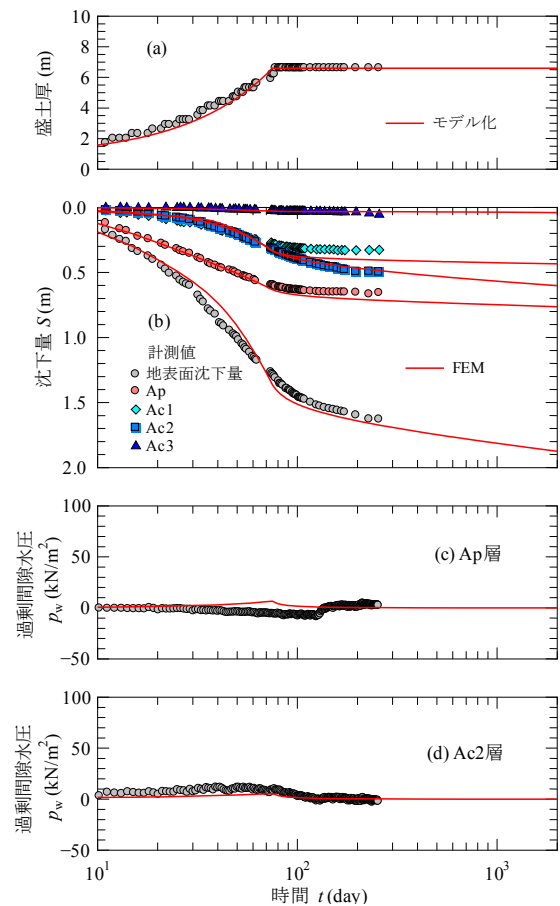 盛土厚 (m)
10
8
6
4
2
0
(a)
モデル化
沈下量 S (m)
0.0
0.5
1.0
1.5
2.0
(b)
計測値
地表面沈下量
Ap
Ac1
Ac2
Ac3
FEM
過剰間隙水圧
pw (kN/m²)
100
50
0
−50
(c) Ap層
過剰間隙水圧
pw (kN/m²)
100
50
0
−50
(d) Ac2層
10¹
10²
10³
時間 t (day)